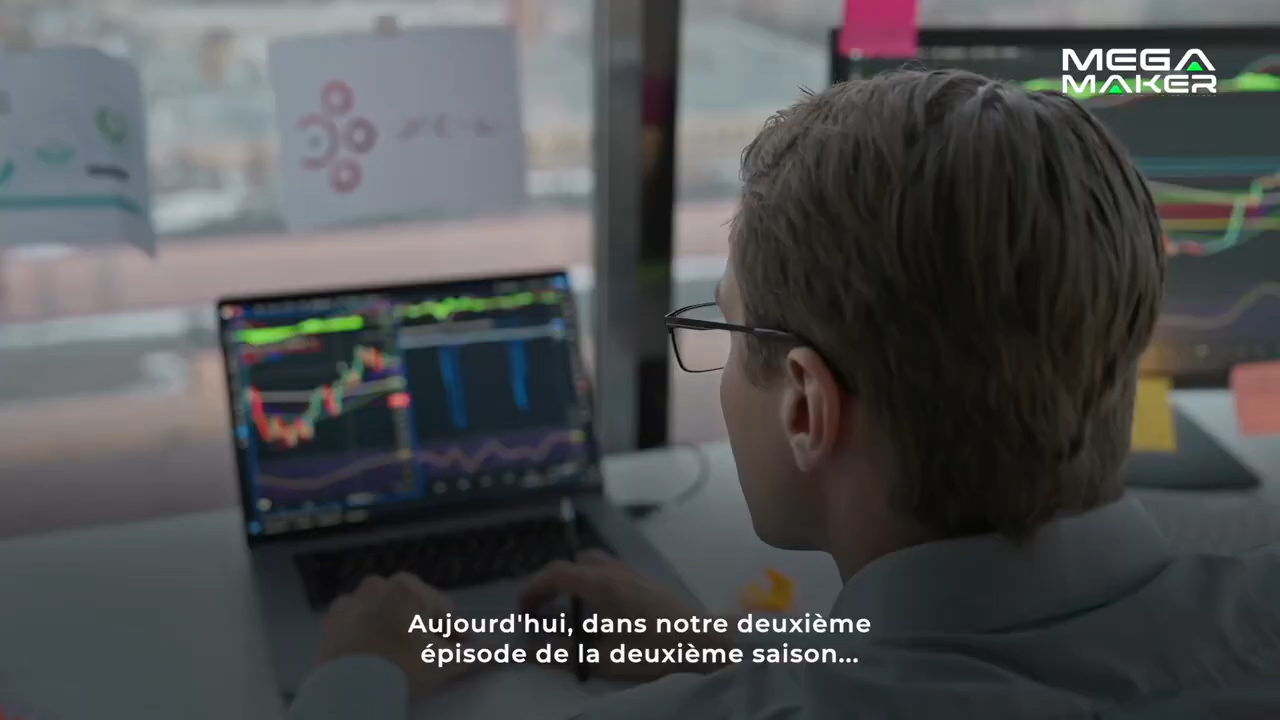 MEGA
MAKER
Aujourd'hui, dans notre deuxième
épisode de la deuxième saison...